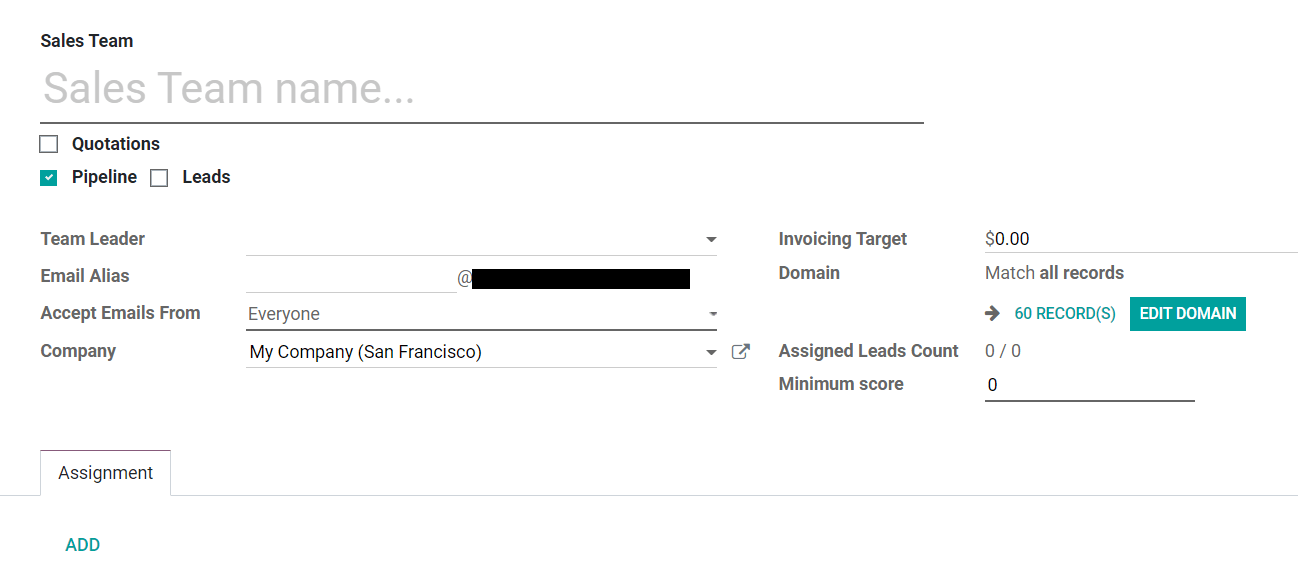 Sales Team
Sales Team name...
Quotations
Pipeline Leads
Team Leader
Email Alias @
Accept Emails From Everyone
Company My Company (San Francisco)
Invoicing Target $0.00
Domain Match all records
60 RECORD(S) EDIT DOMAIN
Assigned Leads Count 0 / 0
Minimum score 0
Assignment
ADD